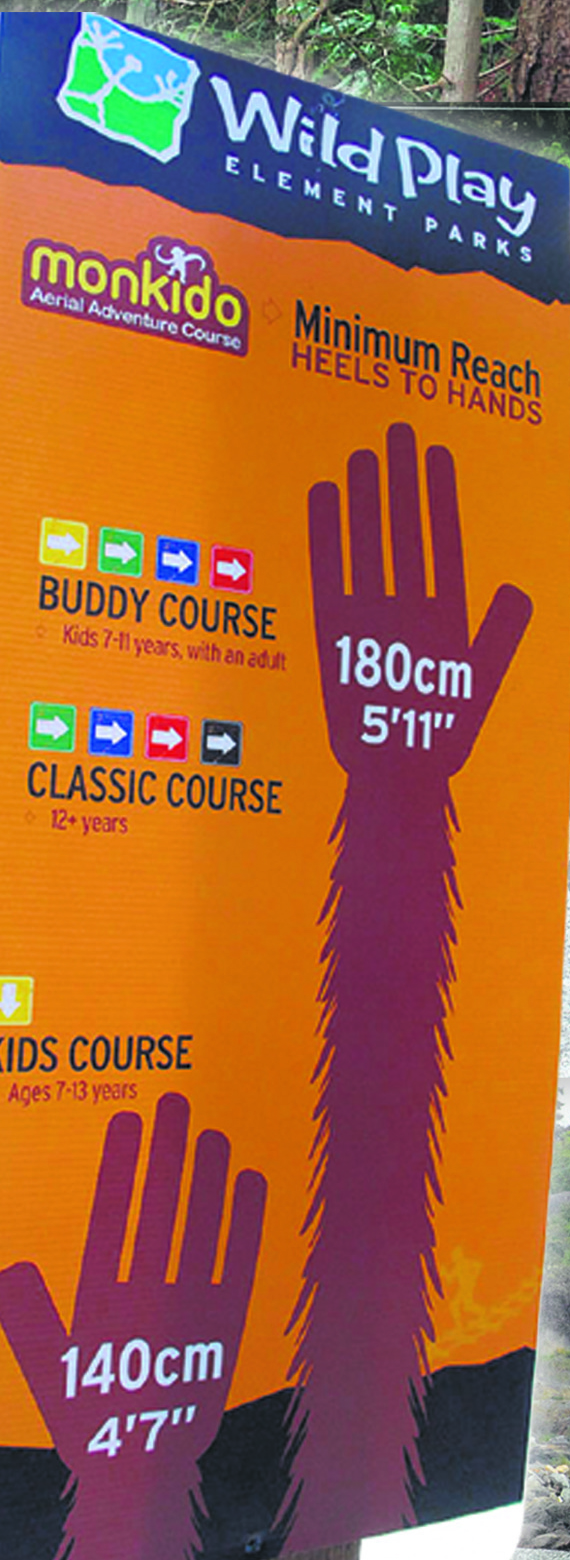 Wild Play
ELEMENT PARKS
monkido
Aerial Adventure Course
Minimum Reach
HEELS TO HANDS
BUDDY COURSE
Kids 7-11 years, with an adult
180cm
5'11"
CLASSIC COURSE
12+ years
KIDS COURSE
Ages 7-13 years
140cm
4'7"